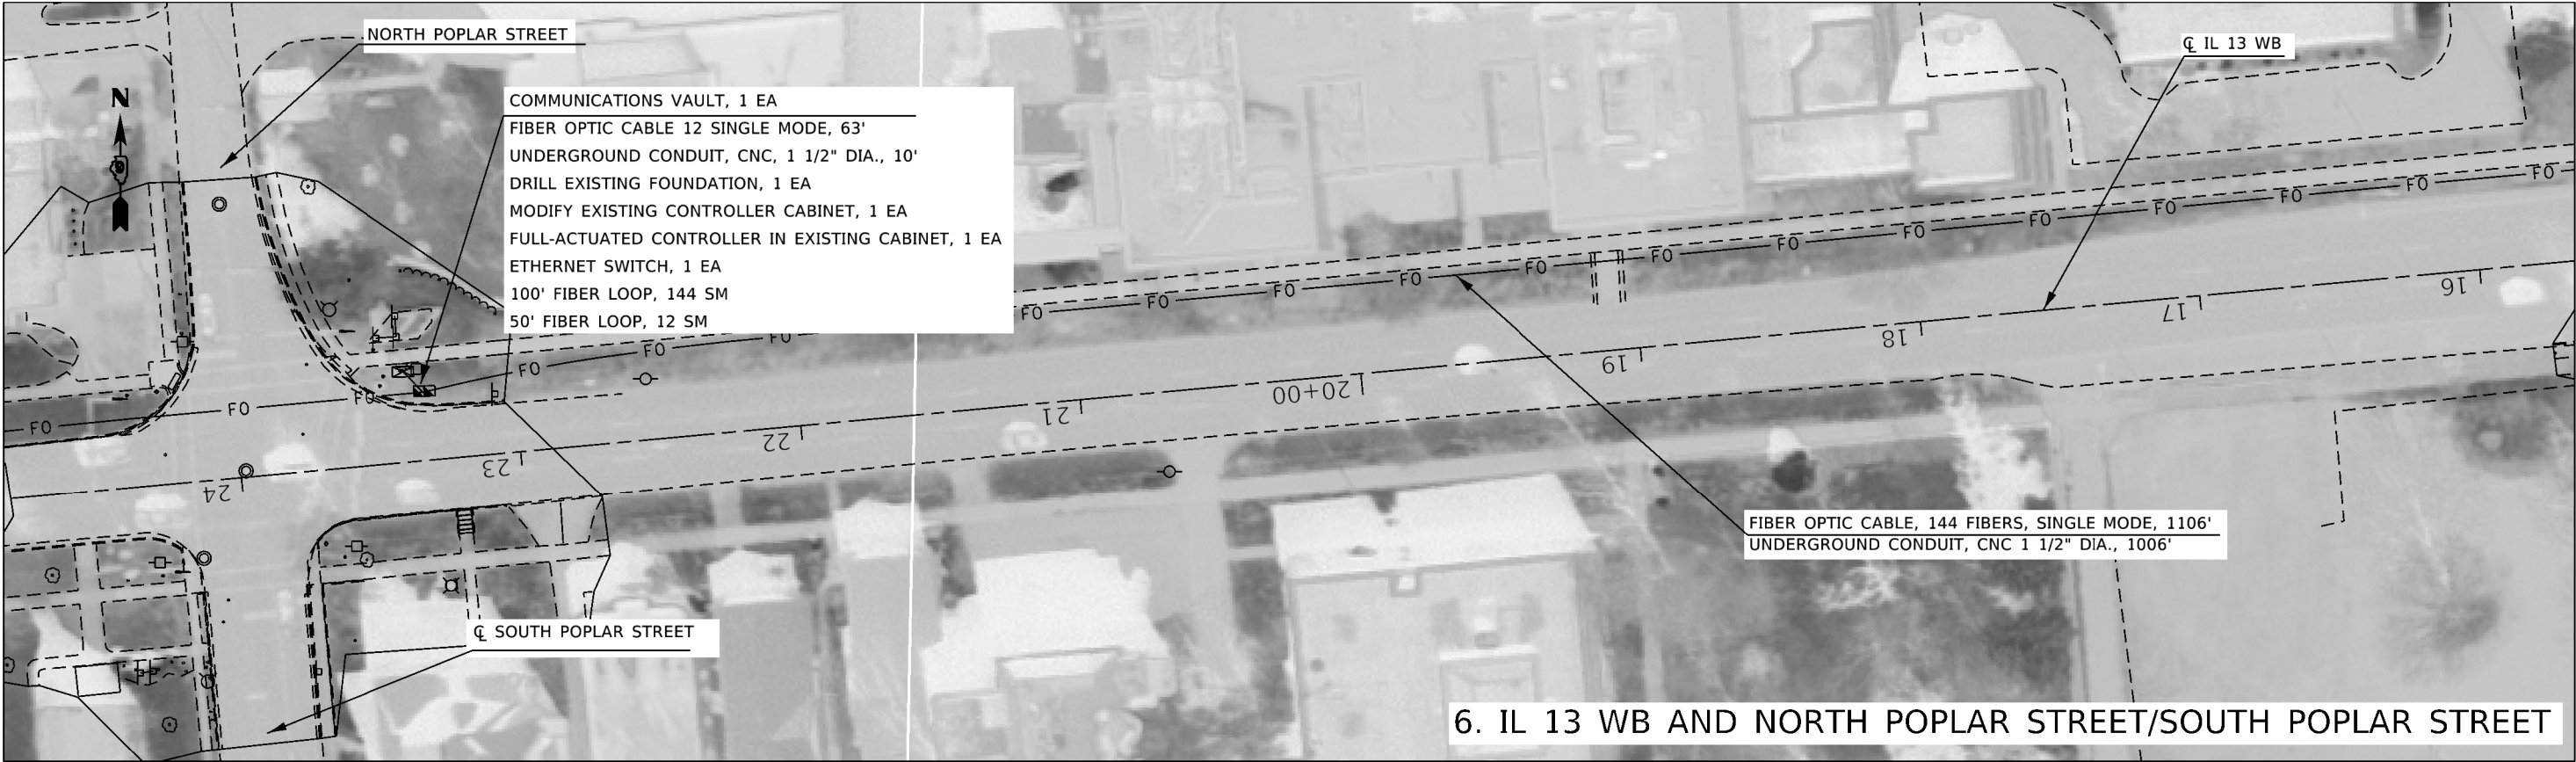 NORTH POPLAR STREET
℄ IL 13 WB
N
COMMUNICATIONS VAULT, 1 EA
FIBER OPTIC CABLE 12 SINGLE MODE, 63'
UNDERGROUND CONDUIT, CNC, 1 1/2" DIA., 10'
DRILL EXISTING FOUNDATION, 1 EA
MODIFY EXISTING CONTROLLER CABINET, 1 EA
FULL-ACTUATED CONTROLLER IN EXISTING CABINET, 1 EA
ETHERNET SWITCH, 1 EA
100' FIBER LOOP, 144 SM
50' FIBER LOOP, 12 SM
FO FO FO FO FO FO FO FO FO FO FO FO FO FO FO FO FO FO FO
24 23 22 21 20+00 19 18 17 16
FIBER OPTIC CABLE, 144 FIBERS, SINGLE MODE, 1106'
UNDERGROUND CONDUIT, CNC 1 1/2" DIA., 1006'
℄ SOUTH POPLAR STREET
6. IL 13 WB AND NORTH POPLAR STREET/SOUTH POPLAR STREET